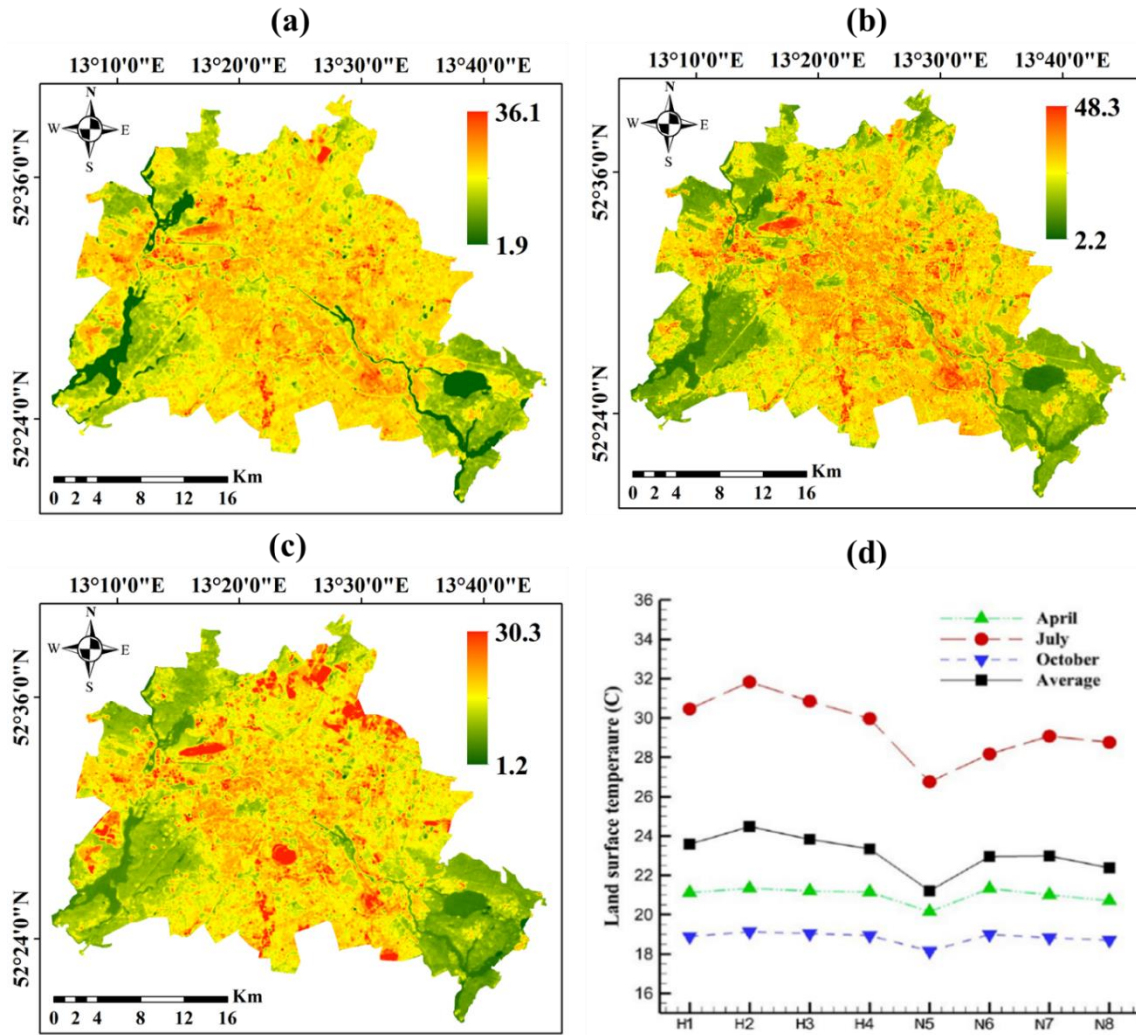 (a)
13°10'0"E 13°20'0"E 13°30'0"E 13°40'0"E
52°36'0"N
52°24'0"N
N
W E
S
36.1
1.9
Km
0 2 4 8 12 16
(b)
13°10'0"E 13°20'0"E 13°30'0"E 13°40'0"E
52°36'0"N
52°24'0"N
N
W E
S
48.3
2.2
Km
0 2 4 8 12 16
(c)
13°10'0"E 13°20'0"E 13°30'0"E 13°40'0"E
52°36'0"N
52°24'0"N
N
W E
S
30.3
1.2
Km
0 2 4 8 12 16
(d)
Land surface temperaure (C)
36
34
32
30
28
26
24
22
20
18
16
April
July
October
Average
H1 H2 H3 H4 N5 N6 N7 N8